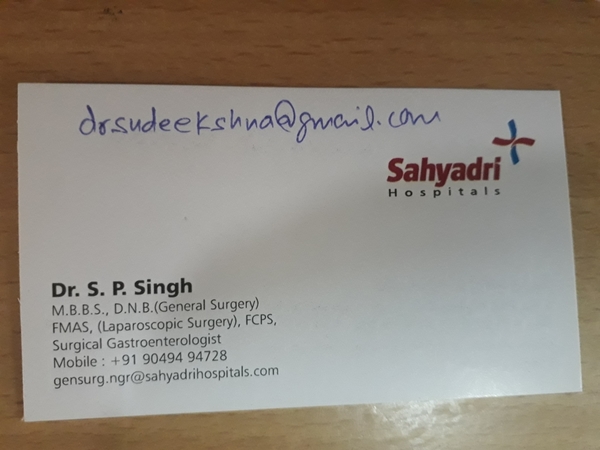 drsudeekshna@gmail.com
Sahyadri
Hospitals
Dr. S. P. Singh
M.B.B.S., D.N.B.(General Surgery)
FMAS, (Laparoscopic Surgery), FCPS,
Surgical Gastroenterologist
Mobile : +91 90494 94728
gensurg.ngr@sahyadrihospitals.com